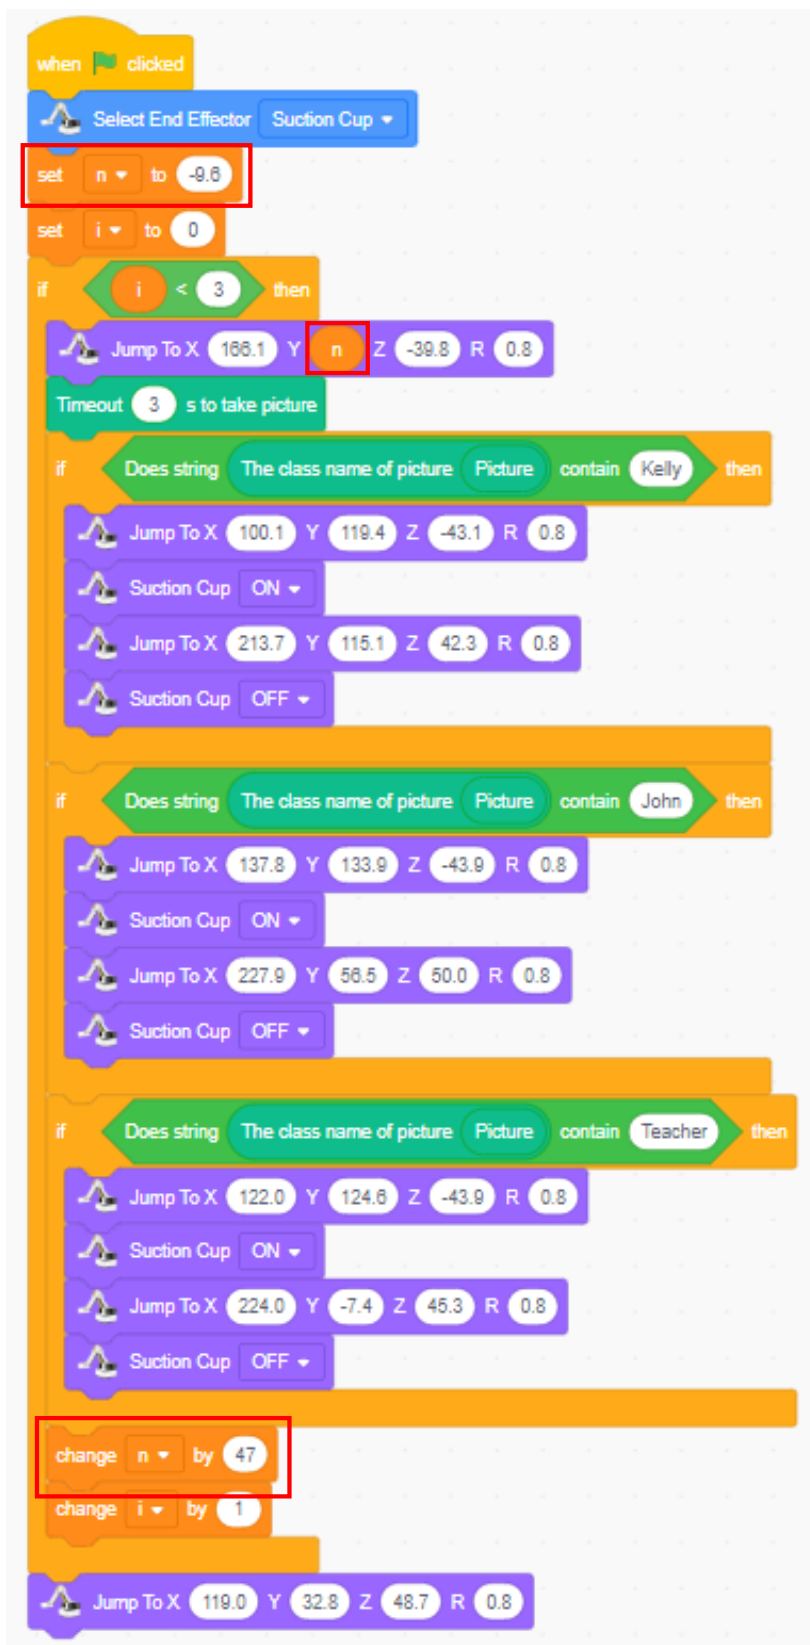 when clicked
Select End Effector Suction Cup
set n to -9.6
set i to 0
if i < 3 then
Jump To X 166.1 Y n Z -39.8 R 0.8
Timeout 3 s to take picture
if Does string The class name of picture Picture contain Kelly then
Jump To X 100.1 Y 119.4 Z -43.1 R 0.8
Suction Cup ON
Jump To X 213.7 Y 115.1 Z 42.3 R 0.8
Suction Cup OFF
if Does string The class name of picture Picture contain John then
Jump To X 137.8 Y 133.9 Z -43.9 R 0.8
Suction Cup ON
Jump To X 227.9 Y 56.5 Z 50.0 R 0.8
Suction Cup OFF
if Does string The class name of picture Picture contain Teacher then
Jump To X 122.0 Y 124.6 Z -43.9 R 0.8
Suction Cup ON
Jump To X 224.0 Y -7.4 Z 45.3 R 0.8
Suction Cup OFF
change n by 47
change i by 1
Jump To X 119.0 Y 32.8 Z 48.7 R 0.8